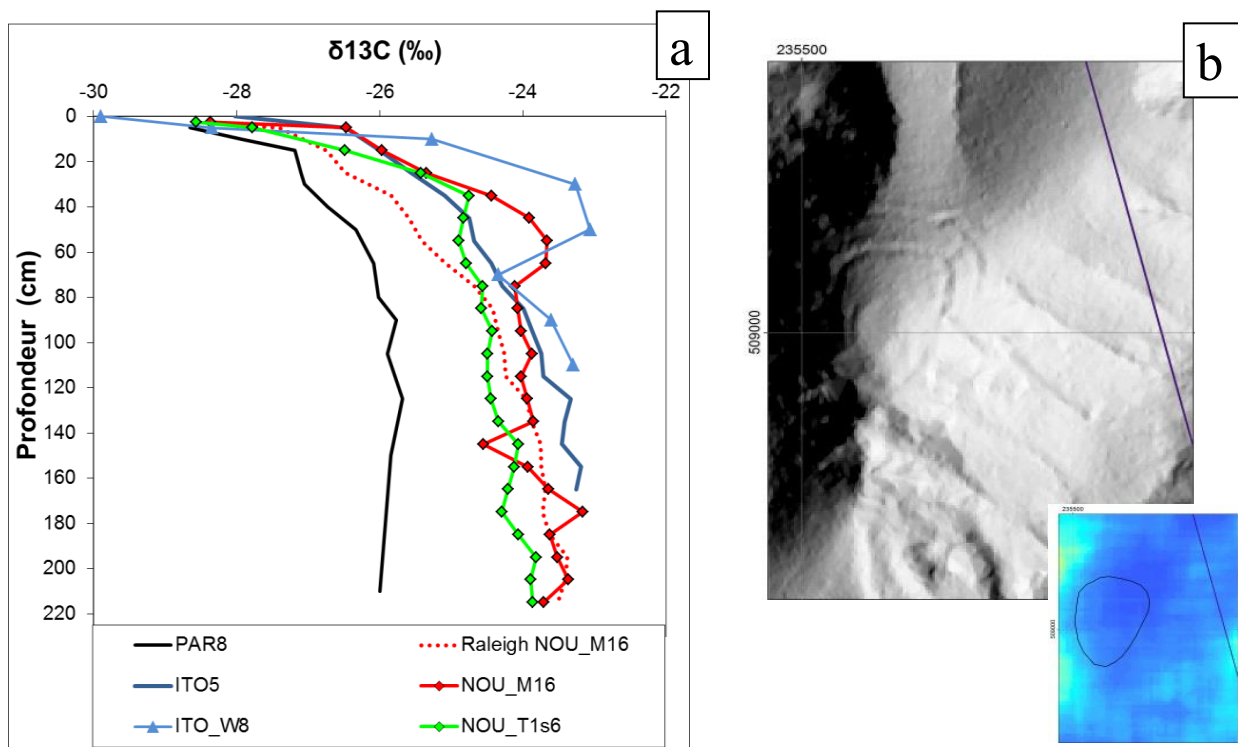 δ13C (‰)
a
-30
-28
-26
-24
-22
0
20
40
60
80
100
120
140
160
180
200
220
Profondeur (cm)
PAR8
Raleigh NOU_M16
ITO5
NOU_M16
ITO_W8
NOU_T1s6
b
235500
509000
235500
509000